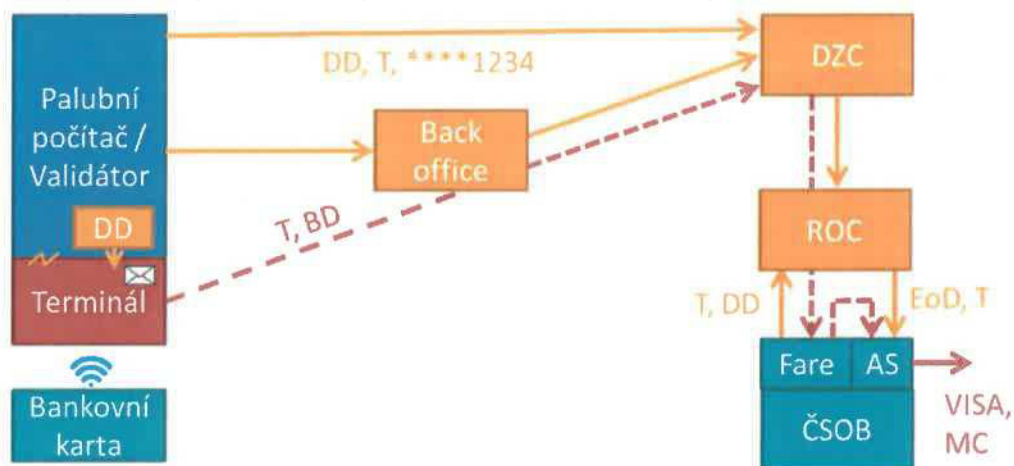 DD, T, ****1234
DZC
Palubní
počítač /
Validátor
Back
office
DD
T, BD
ROC
Terminál
T, DD
EoD, T
Fare
AS
Bankovní
karta
ČSOB
VISA,
MC